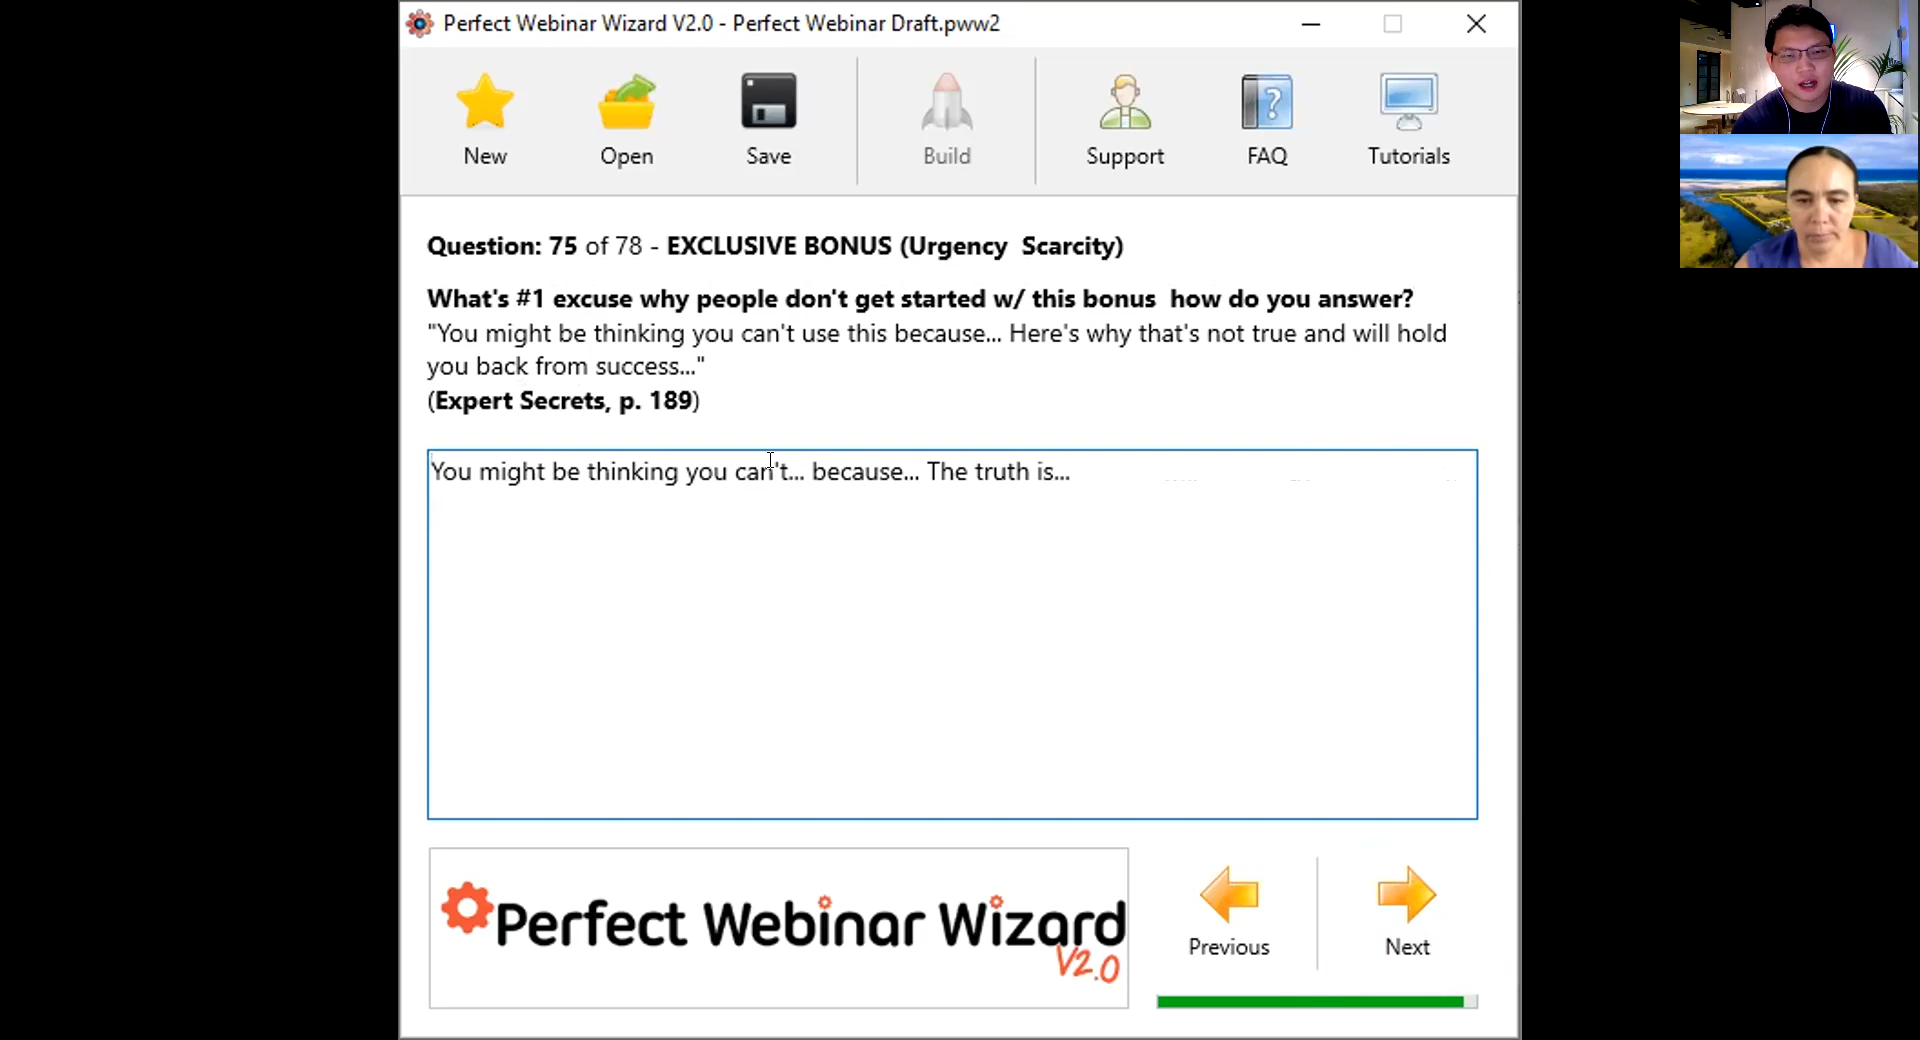 Perfect Webinar Wizard V2.0 - Perfect Webinar Draft.pww2
New Open Save Build Support FAQ Tutorials
Question: 75 of 78 - EXCLUSIVE BONUS (Urgency  Scarcity)
What's #1 excuse why people don't get started w/ this bonus  how do you answer?
"You might be thinking you can't use this because... Here's why that's not true and will hold
you back from success..."
(Expert Secrets, p. 189)
You might be thinking you can't... because... The truth is...
Perfect Webinar Wizard
V2.0
Previous Next